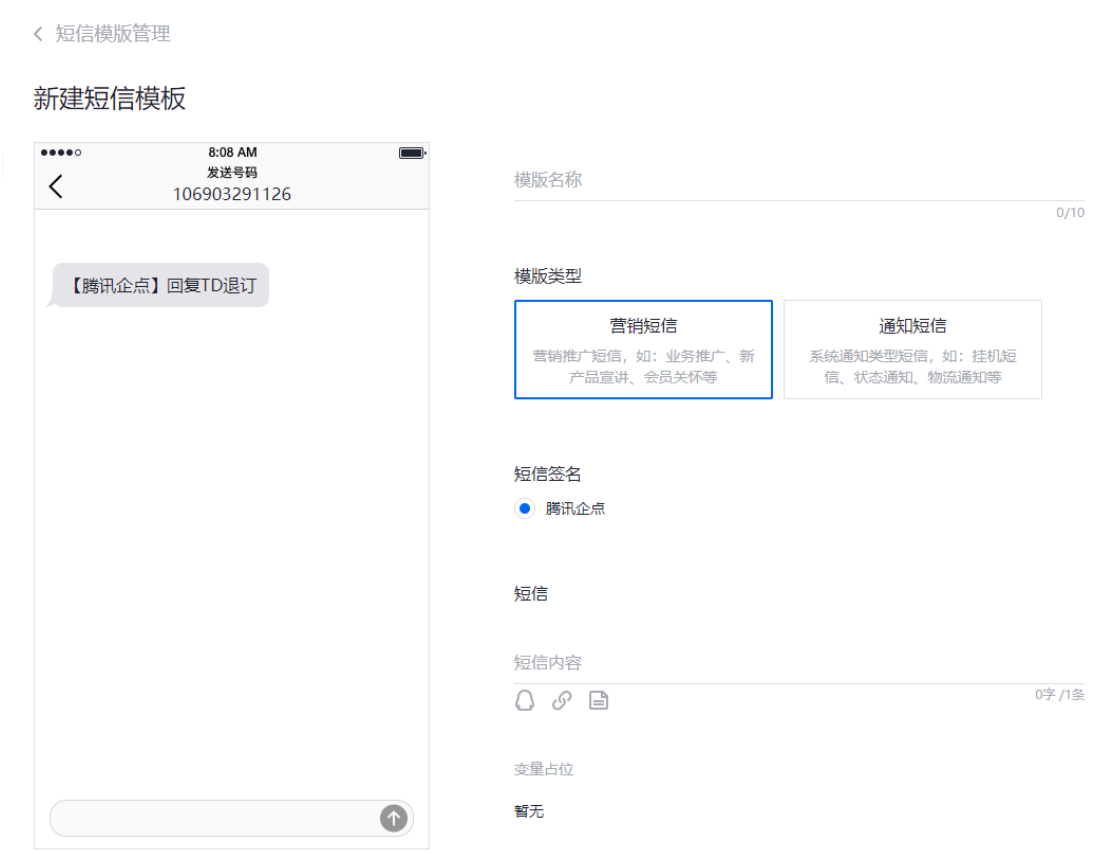 短信模版管理
新建短信模板
8:08 AM
发送号码
106903291126
【腾讯企点】回复TD退订
模版名称
0/10
模版类型
营销短信
营销推广短信，如：业务推广、新
产品宣讲、会员关怀等
通知短信
系统通知类型短信，如：挂机短
信、状态通知、物流通知等
短信签名
腾讯企点
短信
短信内容
0字 /1条
变量占位
暂无